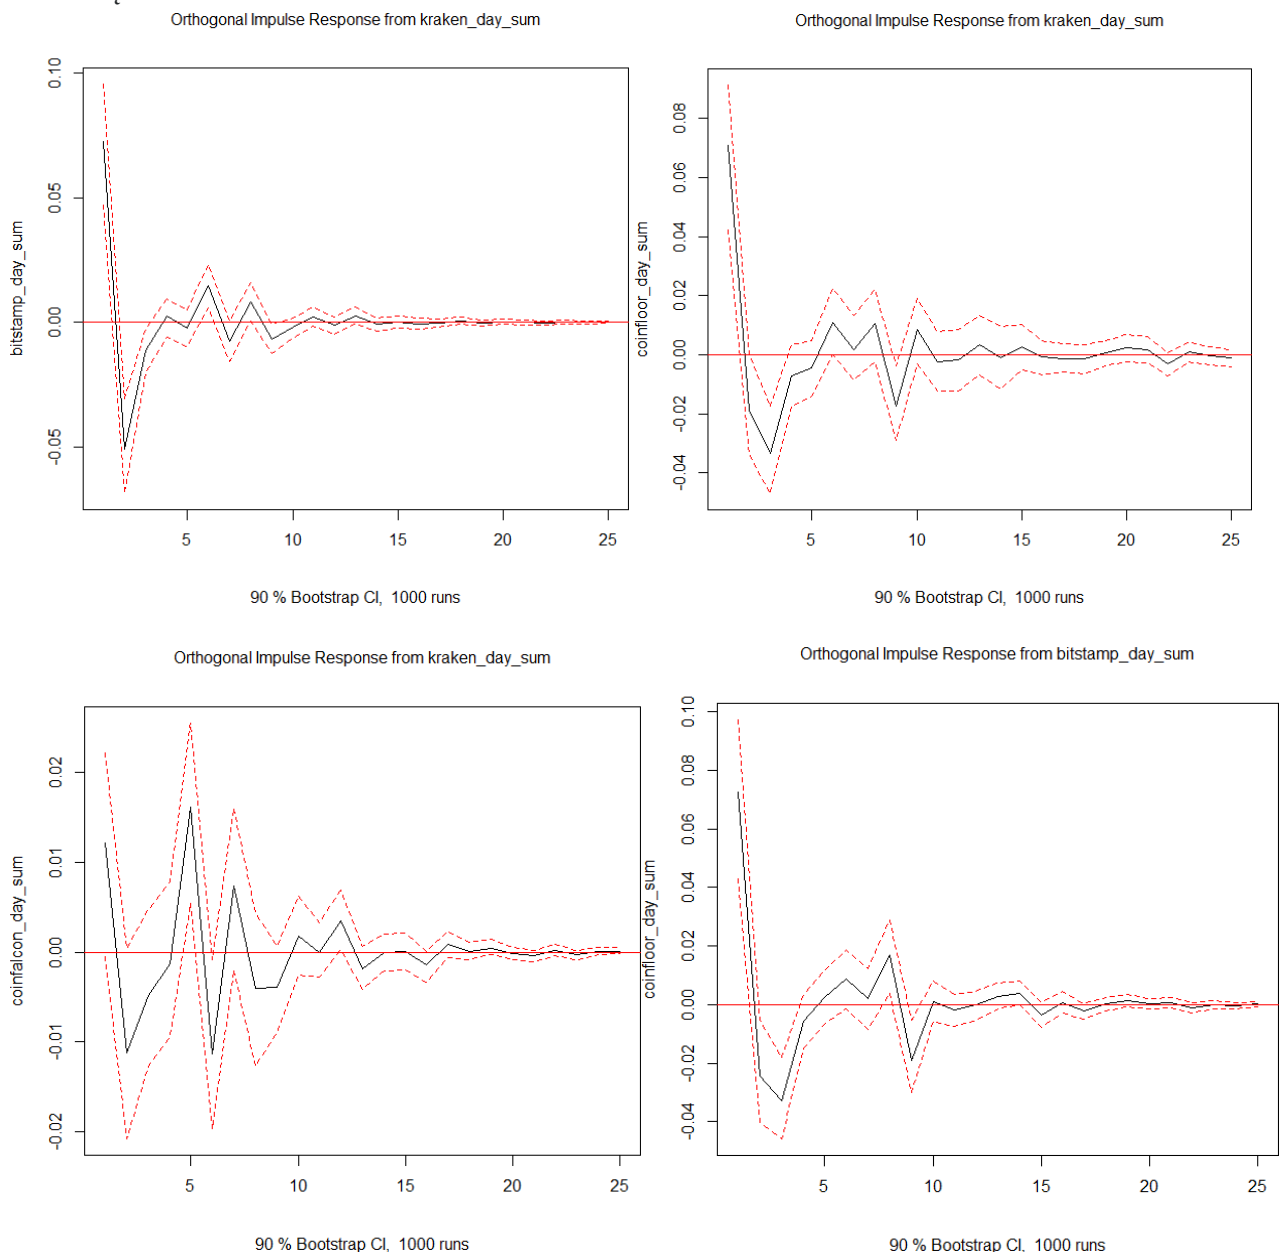 Orthogonal Impulse Response from kraken_day_sum
bitstamp_day_sum
0.10
0.05
0.00
-0.05
5 10 15 20 25
90 % Bootstrap CI, 1000 runs
Orthogonal Impulse Response from kraken_day_sum
coinfloor_day_sum
0.08
0.06
0.04
0.02
0.00
-0.02
-0.04
5 10 15 20 25
90 % Bootstrap CI, 1000 runs
Orthogonal Impulse Response from kraken_day_sum
coinfalcon_day_sum
0.02
0.01
0.00
-0.01
-0.02
5 10 15 20 25
90 % Bootstrap CI, 1000 runs
Orthogonal Impulse Response from bitstamp_day_sum
coinfloor_day_sum
0.10
0.08
0.06
0.04
0.02
0.00
-0.02
-0.04
5 10 15 20 25
90 % Bootstrap CI, 1000 runs